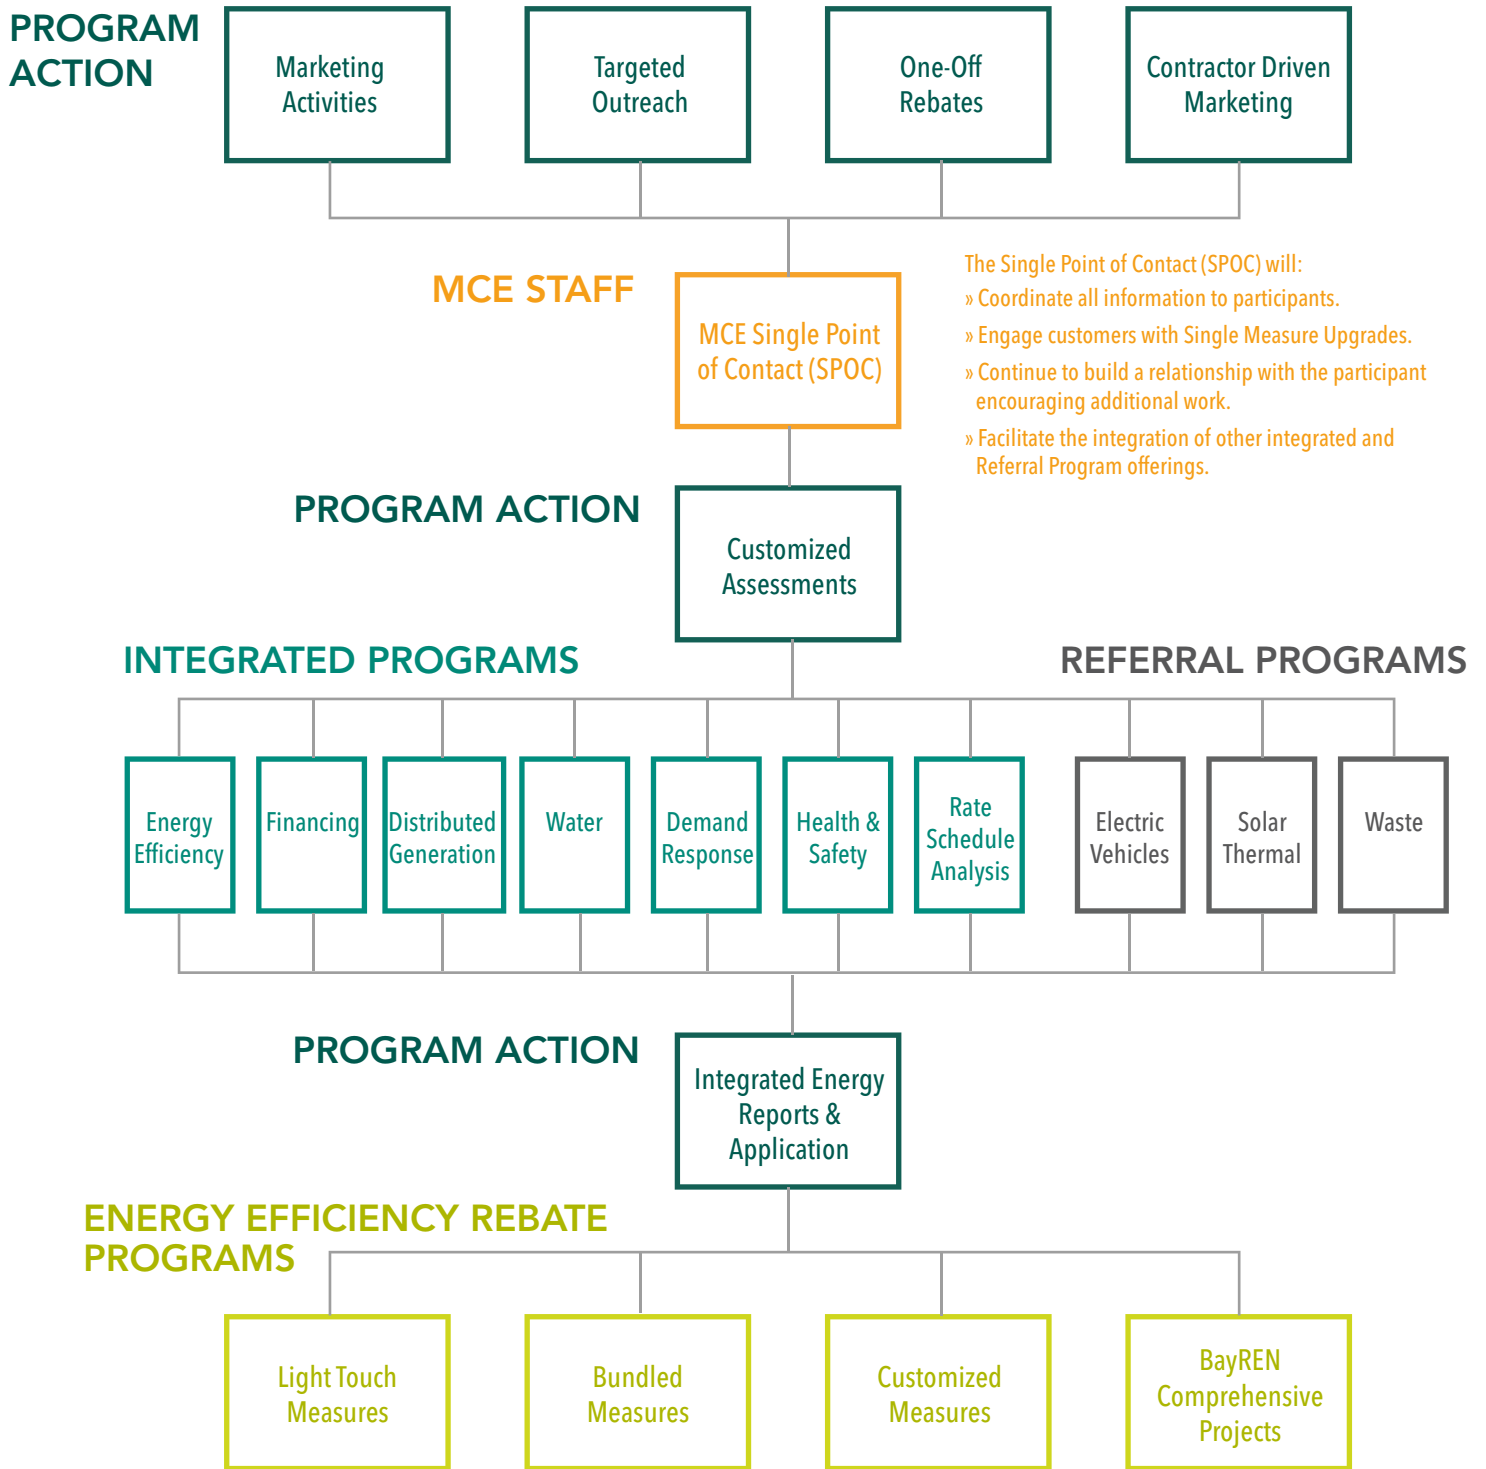 PROGRAM
ACTION
Marketing
Activities
Targeted
Outreach
One-Off
Rebates
Contractor Driven
Marketing
MCE STAFF
MCE Single Point
of Contact (SPOC)
The Single Point of Contact (SPOC) will:
» Coordinate all information to participants.
» Engage customers with Single Measure Upgrades.
» Continue to build a relationship with the participant
encouraging additional work.
» Facilitate the integration of other integrated and
Referral Program offerings.
PROGRAM ACTION
Customized
Assessments
INTEGRATED PROGRAMS
REFERRAL PROGRAMS
Energy
Efficiency
Financing
Distributed
Generation
Water
Demand
Response
Health &
Safety
Rate
Schedule
Analysis
Electric
Vehicles
Solar
Thermal
Waste
PROGRAM ACTION
Integrated Energy
Reports &
Application
ENERGY EFFICIENCY REBATE
PROGRAMS
Light Touch
Measures
Bundled
Measures
Customized
Measures
BayREN
Comprehensive
Projects